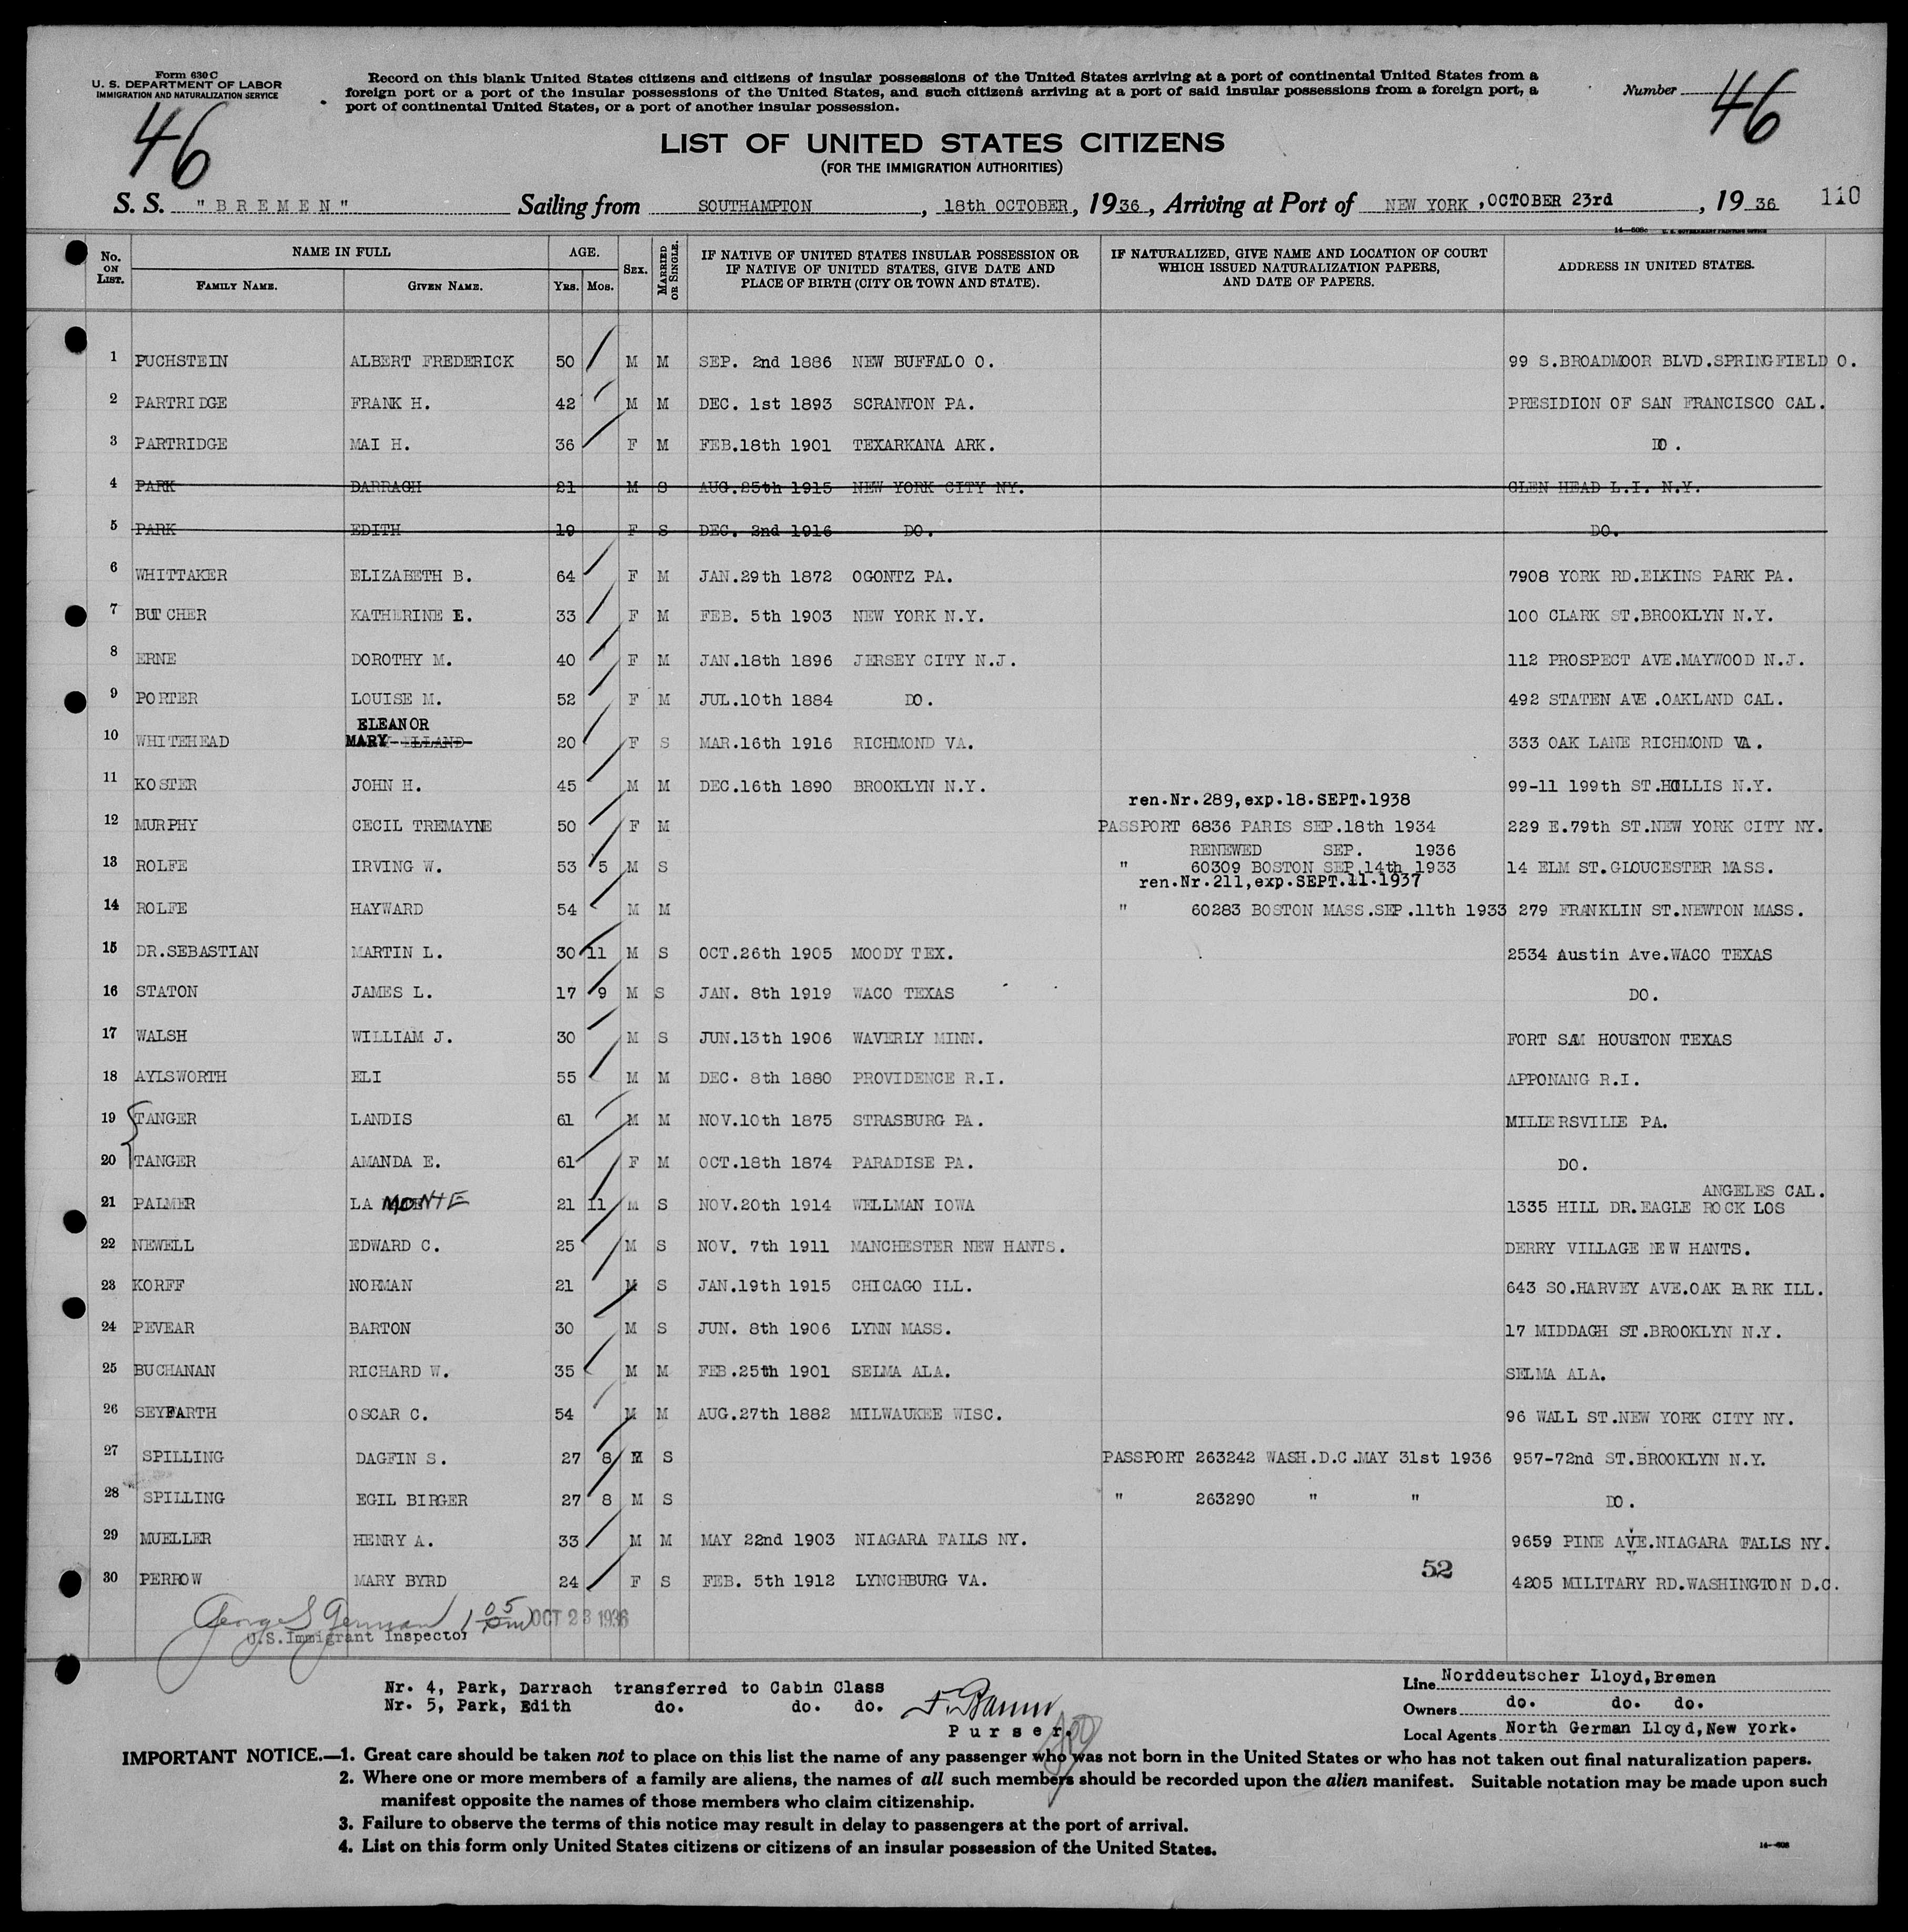 Form 630 C
U. S. DEPARTMENT OF LABOR
IMMIGRATION AND NATURALIZATION SERVICE
Record on this blank United States citizens and citizens of insular possessions of the United States arriving at a port of continental United States from a
foreign port or a port of the insular possessions of the United States, and such citizens arriving at a port of said insular possessions from a foreign port, a
port of continental United States, or a port of another insular possession.
Number 46
46
LIST OF UNITED STATES CITIZENS
(FOR THE IMMIGRATION AUTHORITIES)
S. S. "BREMEN" Sailing from SOUTHAMPTON, 18th OCTOBER, 1936, Arriving at Port of NEW YORK, OCTOBER 23rd, 1936 110
14—608c U. S. GOVERNMENT PRINTING OFFICE
No. ON LIST. NAME IN FULL FAMILY NAME. GIVEN NAME. AGE. YRS. MOS. SEX. MARRIED OR SINGLE. IF NATIVE OF UNITED STATES INSULAR POSSESSION OR IF NATIVE OF UNITED STATES, GIVE DATE AND PLACE OF BIRTH (CITY OR TOWN AND STATE). IF NATURALIZED, GIVE NAME AND LOCATION OF COURT WHICH ISSUED NATURALIZATION PAPERS, AND DATE OF PAPERS. ADDRESS IN UNITED STATES.
1 PUCHSTEIN ALBERT FREDERICK 50 M M SEP. 2nd 1886 NEW BUFFALO O. 99 S.BROADMOOR BLVD.SPRINGFIELD O.
2 PARTRIDGE FRANK H. 42 M M DEC. 1st 1893 SCRANTON PA. PRESIDION OF SAN FRANCISCO CAL.
3 PARTRIDGE MAI H. 36 F M FEB.18th 1901 TEXARKANA ARK. DO.
4 PARK DARRAGH 21 M S AUG.25th 1915 NEW YORK CITY NY. GLEN HEAD L.I. N.Y.
5 PARK EDITH 19 F S DEC. 2nd 1916 DO. DO.
6 WHITTAKER ELIZABETH B. 64 F M JAN.29th 1872 OGONTZ PA. 7908 YORK RD.ELKINS PARK PA.
7 BUTCHER KATHERINE E. 33 F M FEB. 5th 1903 NEW YORK N.Y. 100 CLARK ST.BROOKLYN N.Y.
8 ERNE DOROTHY M. 40 F M JAN.18th 1896 JERSEY CITY N.J. 112 PROSPECT AVE.MAYWOOD N.J.
9 PORTER LOUISE M. 52 F M JUL.10th 1884 DO. 492 STATEN AVE.OAKLAND CAL.
ELEANOR
10 WHITEHEAD MARY 20 F S MAR.16th 1916 RICHMOND VA. 333 OAK LANE RICHMOND VA.
11 KOSTER JOHN H. 45 M M DEC.16th 1890 BROOKLYN N.Y. 99-11 199th ST.HOLLIS N.Y.
ren.Nr.289,exp.18.SEPT.1938
12 MURPHY CECIL TREMAYNE 50 F M PASSPORT 6836 PARIS SEP.18th 1934 229 E.79th ST.NEW YORK CITY NY.
RENEWED SEP. 1936
13 ROLFE IRVING W. 53 5 M S " 60309 BOSTON SEP.14th 1933 14 ELM ST.GLOUCESTER MASS.
ren.Nr.211,exp.SEPT.11.1937
14 ROLFE HAYWARD 54 M M " 60283 BOSTON MASS.SEP.11th 1933 279 FRANKLIN ST.NEWTON MASS.
15 DR.SEBASTIAN MARTIN L. 30 11 M S OCT.26th 1905 MOODY TEX. 2534 Austin Ave.WACO TEXAS
16 STATON JAMES L. 17 9 M S JAN. 8th 1919 WACO TEXAS DO.
17 WALSH WILLIAM J. 30 M S JUN.13th 1906 WAVERLY MINN. FORT SAM HOUSTON TEXAS
18 AYLSWORTH ELI 55 M M DEC. 8th 1880 PROVIDENCE R.I. APPONANG R.I.
19 TANGER LANDIS 61 M M NOV.10th 1875 STRASBURG PA. MILLERSVILLE PA.
20 TANGER AMANDA E. 61 F M OCT.18th 1874 PARADISE PA. DO.
ANGELES CAL.
21 PALMER LA MONTE 21 11 M S NOV.20th 1914 WELLMAN IOWA 1335 HILL DR.EAGLE ROCK LOS
22 NEWELL EDWARD C. 25 M S NOV. 7th 1911 MANCHESTER NEW HANTS. DERRY VILLAGE NEW HANTS.
23 KORFF NORMAN 21 M S JAN.19th 1915 CHICAGO ILL. 643 SO.HARVEY AVE.OAK PARK ILL.
24 PEVEAR BARTON 30 M S JUN. 8th 1906 LYNN MASS. 17 MIDDAGH ST.BROOKLYN N.Y.
25 BUCHANAN RICHARD W. 35 M M FEB.25th 1901 SELMA ALA. SELMA ALA.
26 SEYFARTH OSCAR C. 54 M M AUG.27th 1882 MILWAUKEE WISC. 96 WALL ST.NEW YORK CITY NY.
27 SPILLING DAGFIN S. 27 8 M S PASSPORT 263242 WASH.D.C.MAY 31st 1936 957-72nd ST.BROOKLYN N.Y.
28 SPILLING EGIL BIRGER 27 8 M S " 263290 " " DO.
29 MUELLER HENRY A. 33 M M MAY 22nd 1903 NIAGARA FALLS NY. 9659 PINE AVE.NIAGARA FALLS NY.
52
30 PERROW MARY BYRD 24 F S FEB. 5th 1912 LYNCHBURG VA. 4205 MILITARY RD.WASHINGTON D.C.
George S German 1 05 pm OCT 23 1936
U.S.Immigrant Inspector
Nr. 4, Park, Darrach transferred to Cabin Class
Nr. 5, Park, Edith do. do. do.
Purser.
Line Norddeutscher Lloyd,Bremen
Owners do. do. do.
Local Agents North German Lloyd,New York.
IMPORTANT NOTICE.—1. Great care should be taken not to place on this list the name of any passenger who was not born in the United States or who has not taken out final naturalization papers.
2. Where one or more members of a family are aliens, the names of all such members should be recorded upon the alien manifest. Suitable notation may be made upon such
manifest opposite the names of those members who claim citizenship.
3. Failure to observe the terms of this notice may result in delay to passengers at the port of arrival.
4. List on this form only United States citizens or citizens of an insular possession of the United States.
14—608